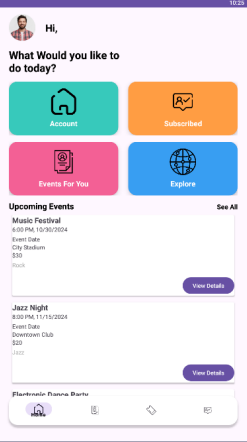 10:25
Hi,
What Would you like to
do today?
Account
Subscribed
Events For You
Explore
Upcoming Events
See All
Music Festival
6:00 PM, 10/30/2024
Event Date
City Stadium
$30
Rock
View Details
Jazz Night
8:00 PM, 11/15/2024
Event Date
Downtown Club
$20
Jazz
View Details
Electronic Dance Party
Home